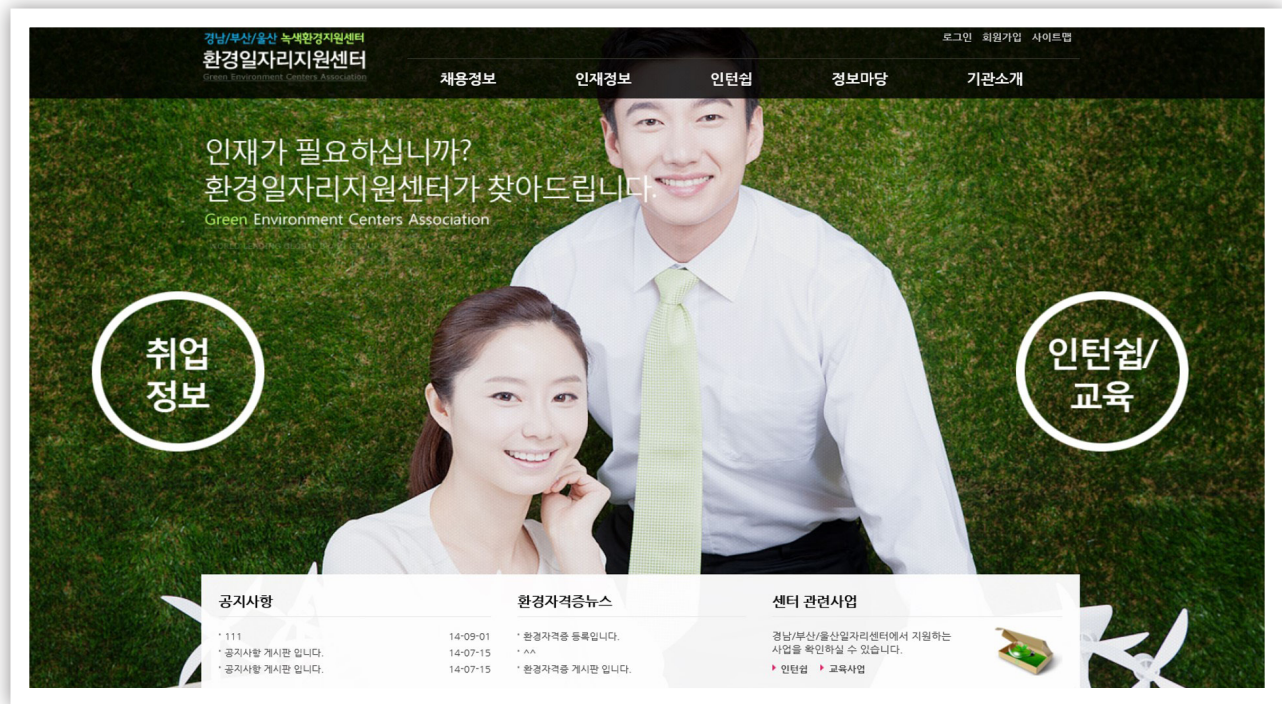 경남/부산/울산 녹색환경지원센터
환경일자리지원센터
Green Environment Centers Association
로그인 회원가입 사이트맵
채용정보 인재정보 인턴쉽 정보마당 기관소개
인재가 필요하십니까?
환경일자리지원센터가 찾아드립니다.
Green Environment Centers Association
취업
정보
인턴쉽/
교육
공지사항
111 14-09-01
공지사항 게시판 입니다. 14-07-15
공지사항 게시판 입니다. 14-07-15
환경자격증뉴스
환경자격증 등록입니다.
^^
환경자격증 게시판 입니다.
센터 관련사업
경남/부산/울산일자리센터에서 지원하는
사업을 확인하실 수 있습니다.
인턴쉽 교육사업